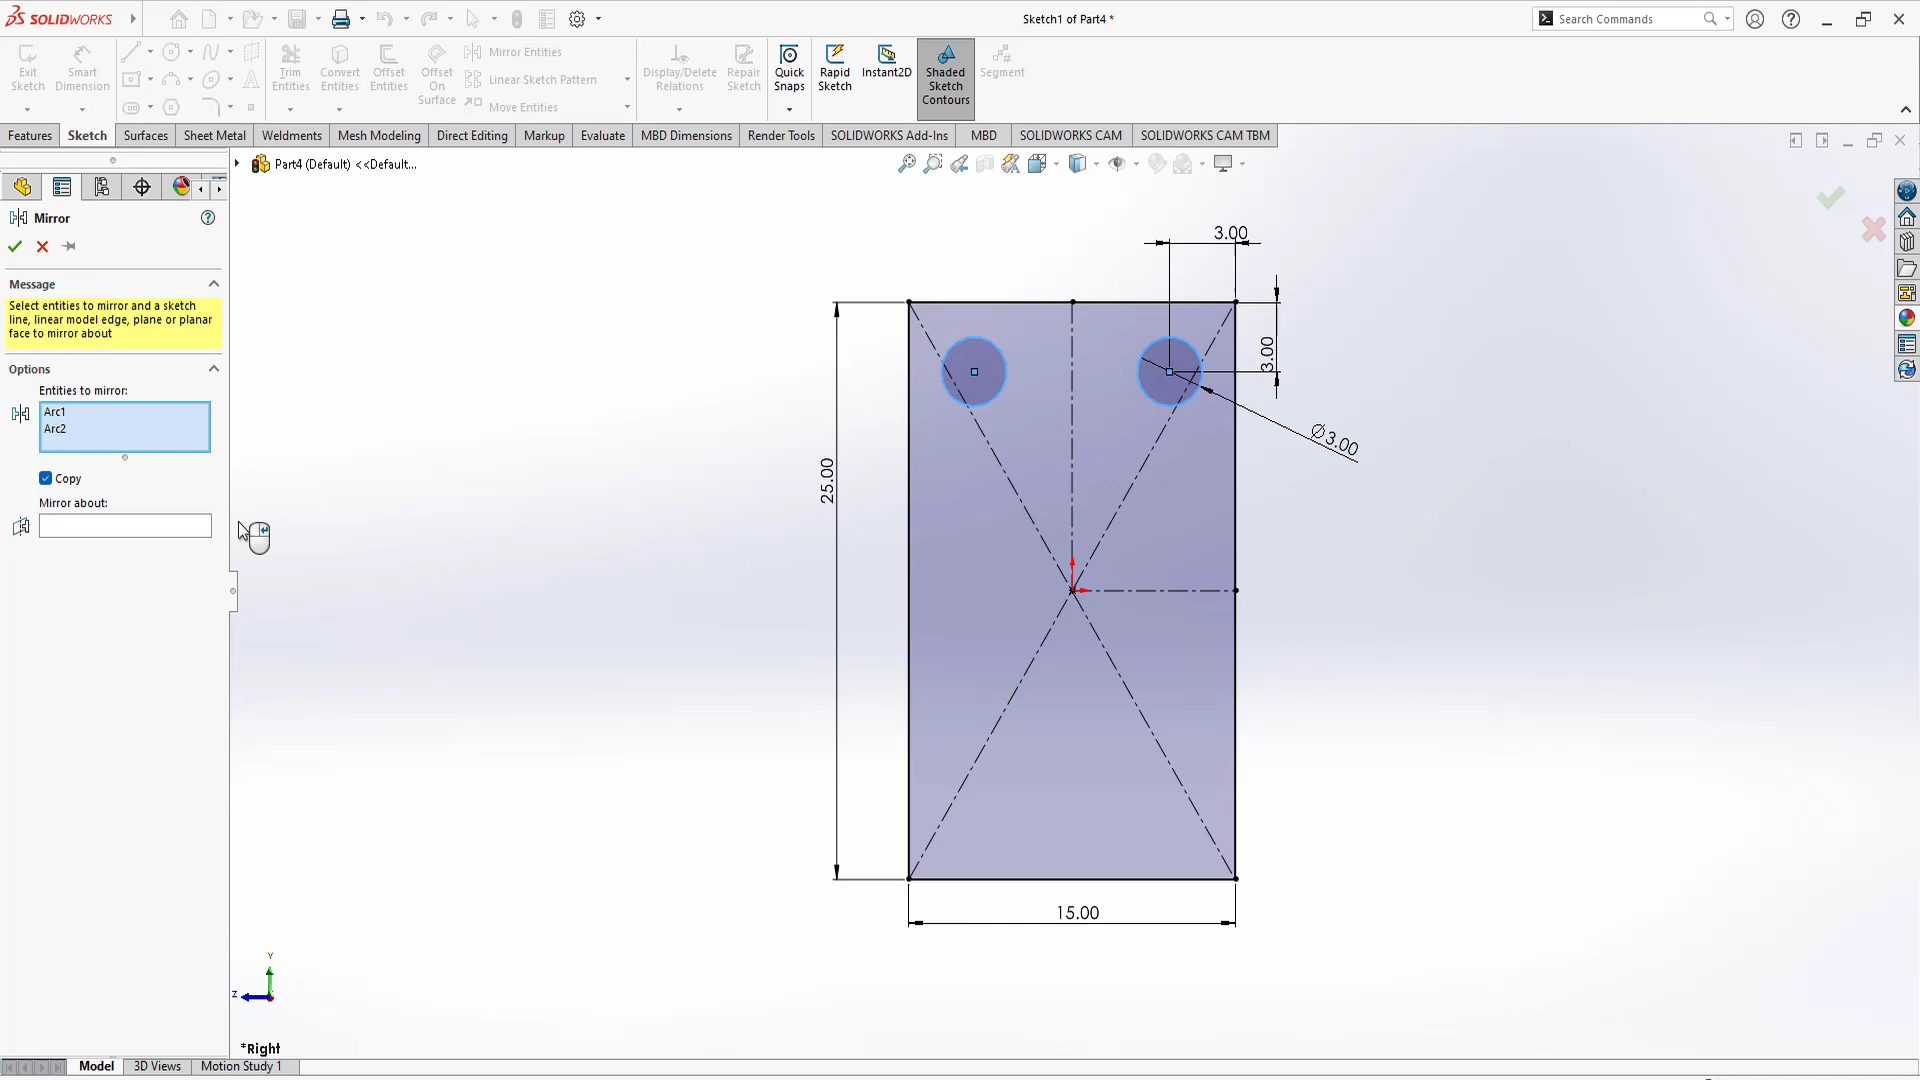 SOLIDWORKS
Sketch1 of Part4 *
Search Commands
Exit Sketch
Smart Dimension
Trim Entities
Convert Entities
Offset Entities
Offset On Surface
Mirror Entities
Linear Sketch Pattern
Move Entities
Display/Delete Relations
Repair Sketch
Quick Snaps
Rapid Sketch
Instant2D
Shaded Sketch Contours
Segment
Features
Sketch
Surfaces
Sheet Metal
Weldments
Mesh Modeling
Direct Editing
Markup
Evaluate
MBD Dimensions
Render Tools
SOLIDWORKS Add-Ins
MBD
SOLIDWORKS CAM
SOLIDWORKS CAM TBM
Part4 (Default) <<Default...
Mirror
Message
Select entities to mirror and a sketch
line, linear model edge, plane or planar
face to mirror about
Options
Entities to mirror:
Arc1
Arc2
Copy
Mirror about:
3.00
3.00
Ø3.00
25.00
15.00
Y
Z
*Right
Model
3D Views
Motion Study 1